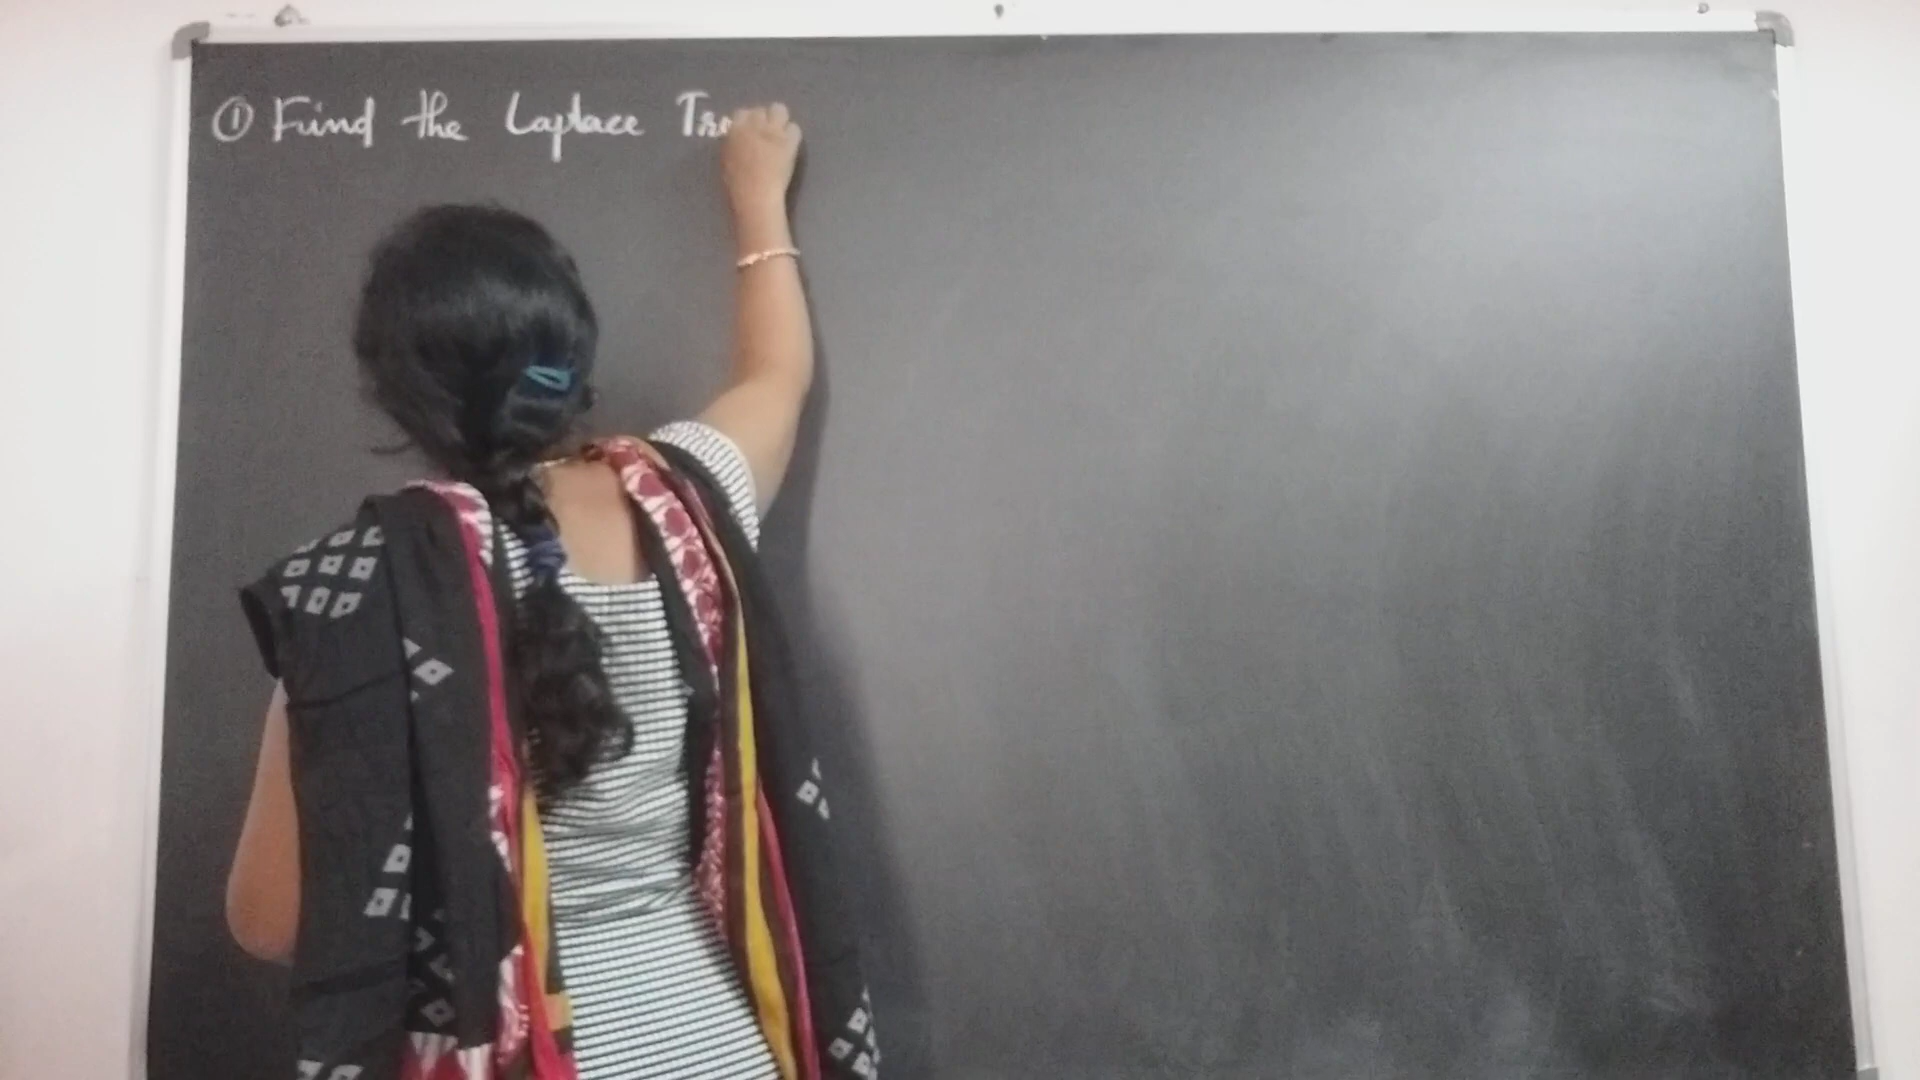 ① Find the Laplace